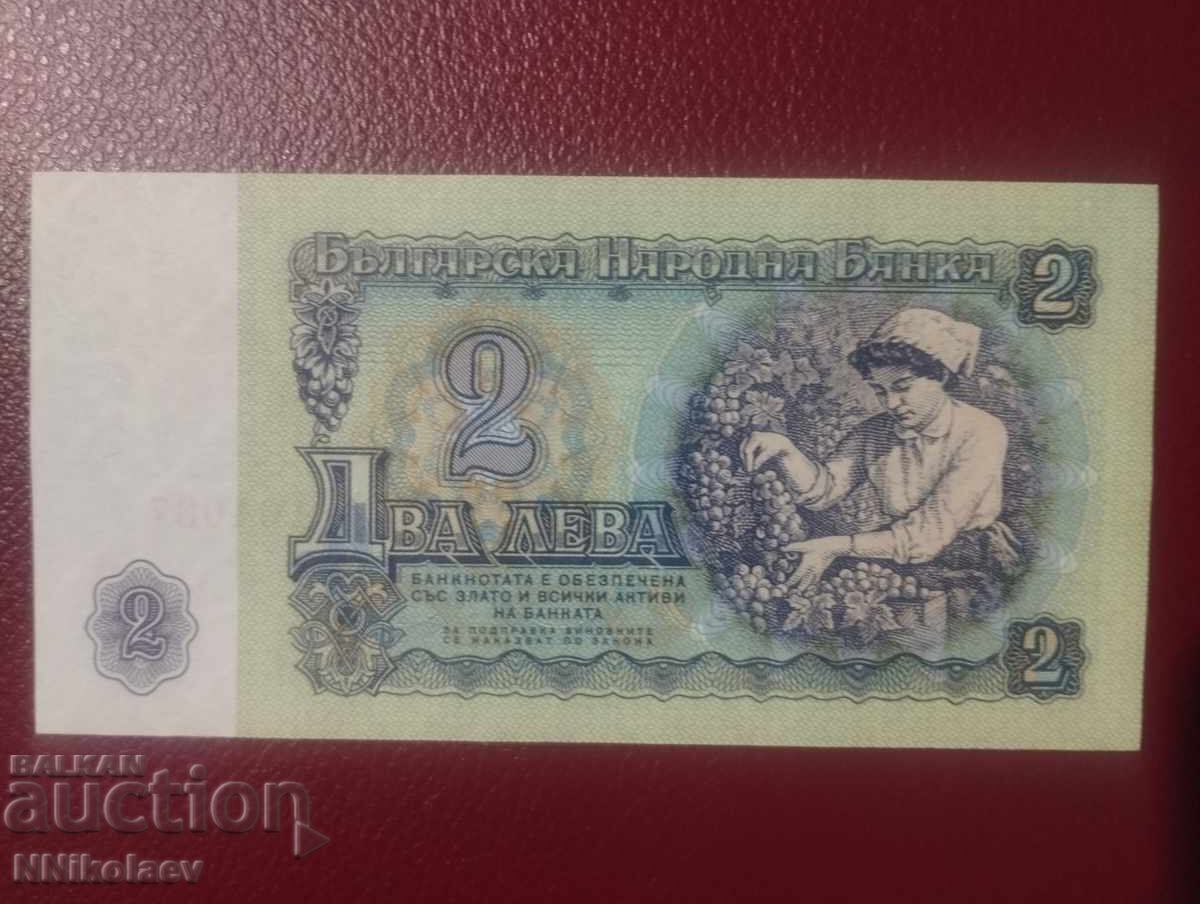 Българска Народна Банка
2
2
Два лева
БАНКНОТАТА Е ОБЕЗПЕЧЕНА
СЪС ЗЛАТО И ВСИЧКИ АКТИВИ
НА БАНКАТА
ЗА ПОДПРАВКА ВИНОВНИТЕ
СЕ НАКАЗВАТ ПО ЗАКОНА
2
2
BALKAN
auction
NNikolaev